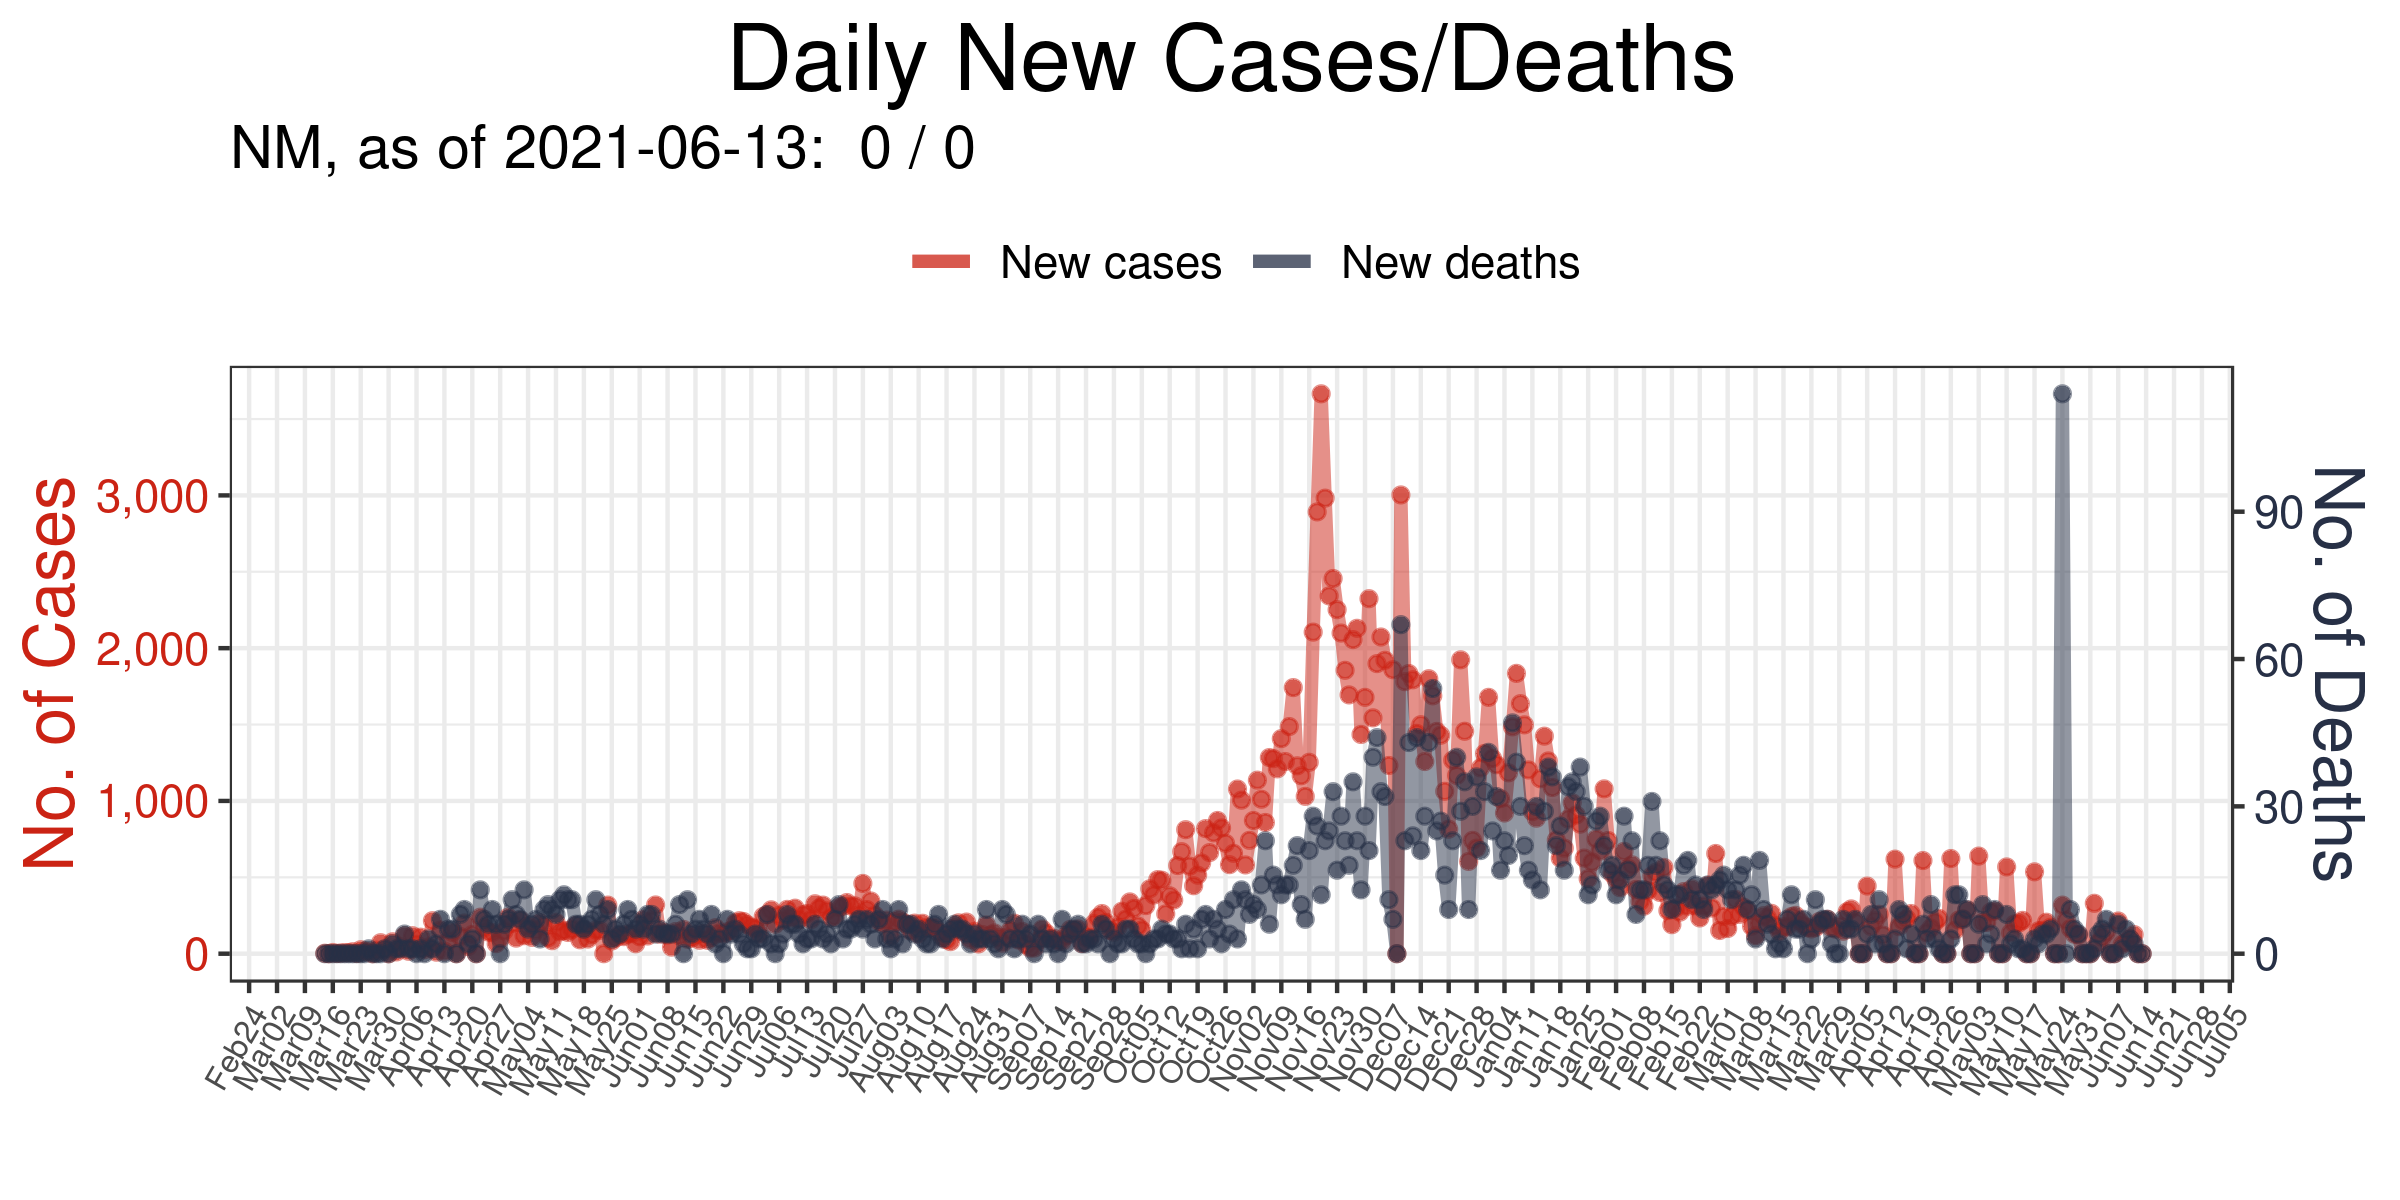 Daily New Cases/Deaths
NM, as of 2021-06-13: 0 / 0
New cases
New deaths
No. of Cases
3,000
2,000
1,000
0
90
60
30
0
No. of Deaths
Feb24
Mar02
Mar09
Mar16
Mar23
Mar30
Apr06
Apr13
Apr20
Apr27
May04
May11
May18
May25
Jun01
Jun08
Jun15
Jun22
Jun29
Jul06
Jul13
Jul20
Jul27
Aug03
Aug10
Aug17
Aug24
Aug31
Sep07
Sep14
Sep21
Sep28
Oct05
Oct12
Oct19
Oct26
Nov02
Nov09
Nov16
Nov23
Nov30
Dec07
Dec14
Dec21
Dec28
Jan04
Jan11
Jan18
Jan25
Feb01
Feb08
Feb15
Feb22
Mar01
Mar08
Mar15
Mar22
Mar29
Apr05
Apr12
Apr19
Apr26
May03
May10
May17
May24
May31
Jun07
Jun14
Jun21
Jun28
Jul05